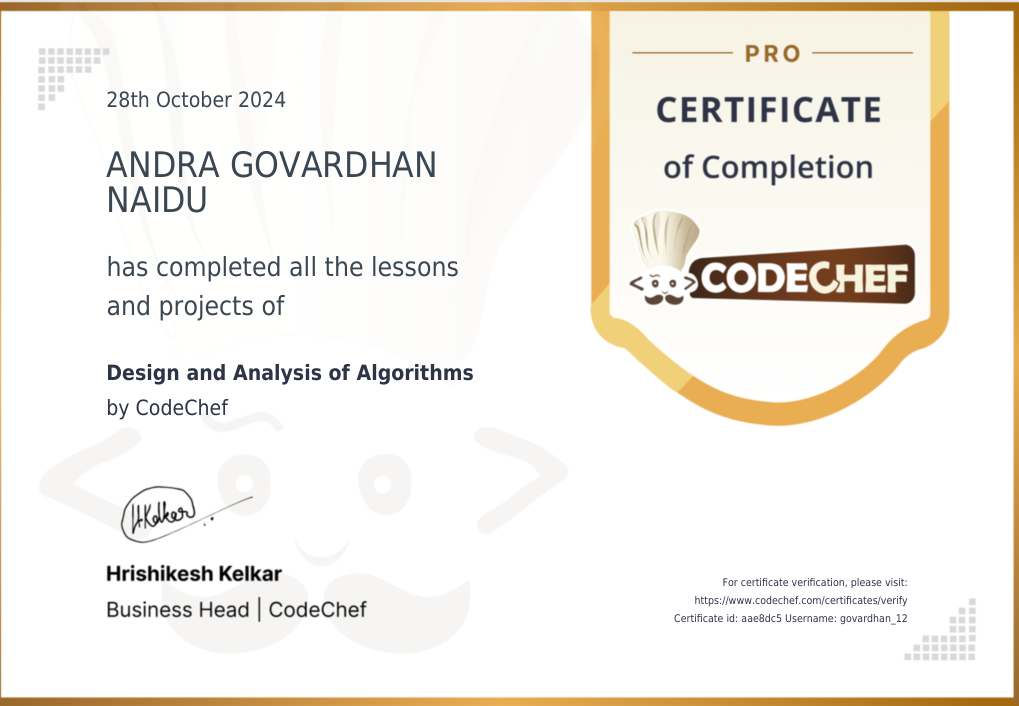 28th October 2024
ANDRA GOVARDHAN
NAIDU
has completed all the lessons
and projects of
Design and Analysis of Algorithms
by CodeChef
H.Kelkar
Hrishikesh Kelkar
Business Head | CodeChef
PRO
CERTIFICATE
of Completion
CODECHEF
For certificate verification, please visit:
https://www.codechef.com/certificates/verify
Certificate id: aae8dc5 Username: govardhan_12